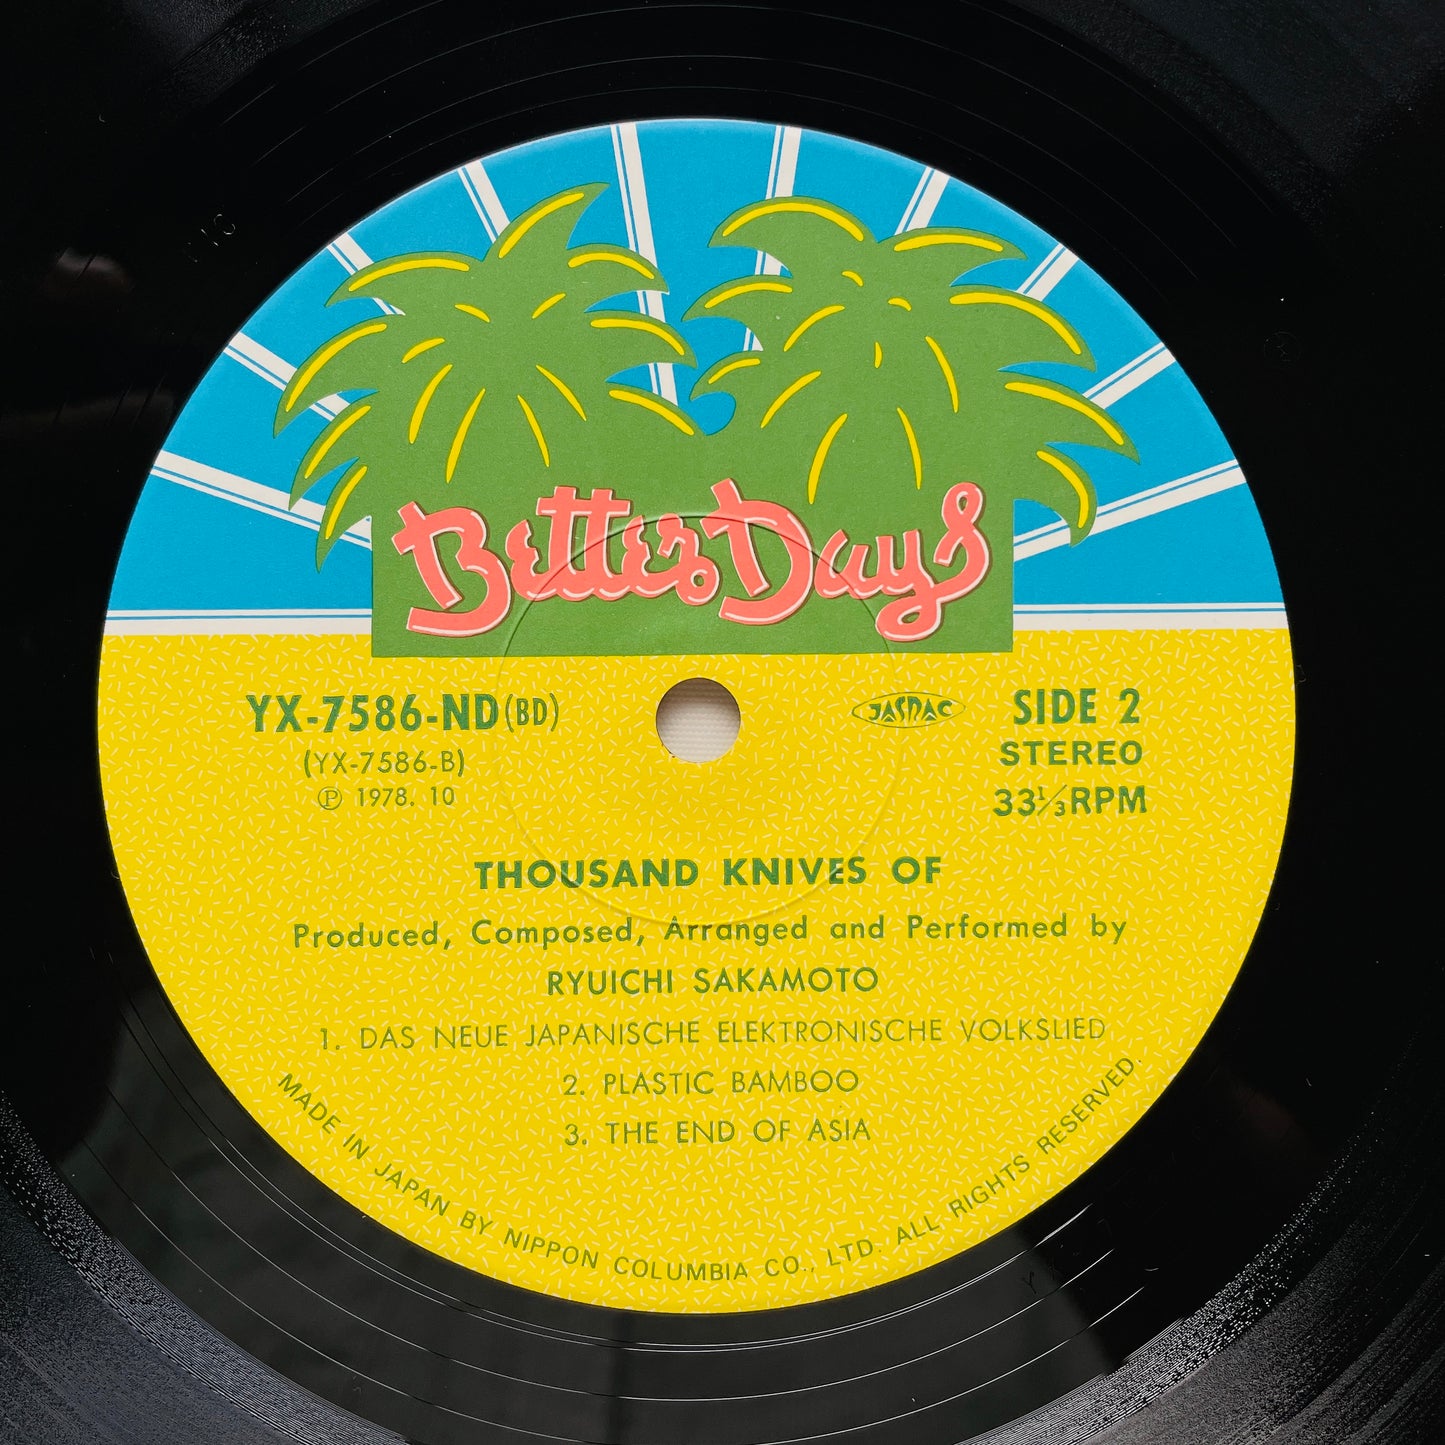 Better Days
YX-7586-ND(BD)
(YX-7586-B)
Ⓟ 1978. 10
JASRAC
SIDE 2
STEREO
33⅓RPM
THOUSAND KNIVES OF
Produced, Composed, Arranged and Performed by
RYUICHI SAKAMOTO
1. DAS NEUE JAPANISCHE ELEKTRONISCHE VOLKSLIED
2. PLASTIC BAMBOO
3. THE END OF ASIA
MADE IN JAPAN BY NIPPON COLUMBIA CO., LTD. ALL RIGHTS RESERVED.